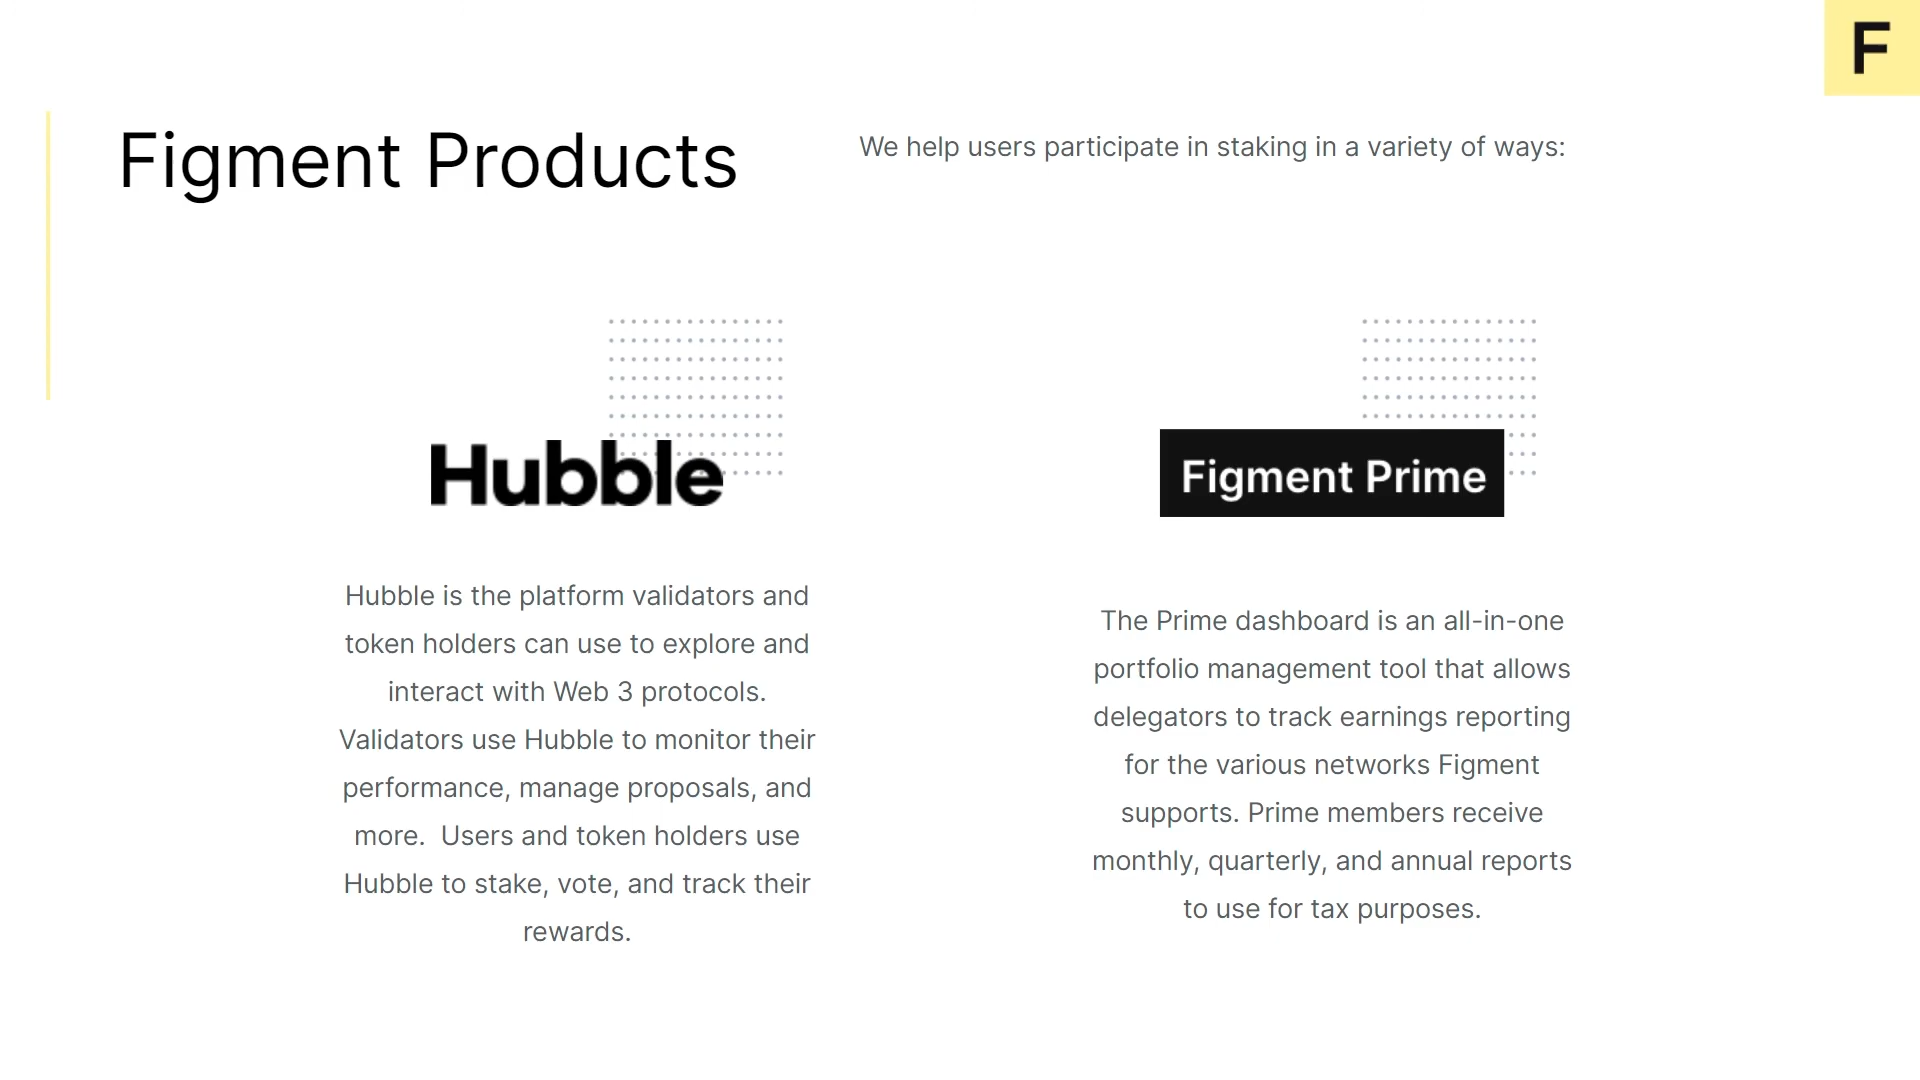 F
Figment Products
We help users participate in staking in a variety of ways:
Hubble
Hubble is the platform validators and
token holders can use to explore and
interact with Web 3 protocols.
Validators use Hubble to monitor their
performance, manage proposals, and
more.  Users and token holders use
Hubble to stake, vote, and track their
rewards.
Figment Prime
The Prime dashboard is an all-in-one
portfolio management tool that allows
delegators to track earnings reporting
for the various networks Figment
supports. Prime members receive
monthly, quarterly, and annual reports
to use for tax purposes.